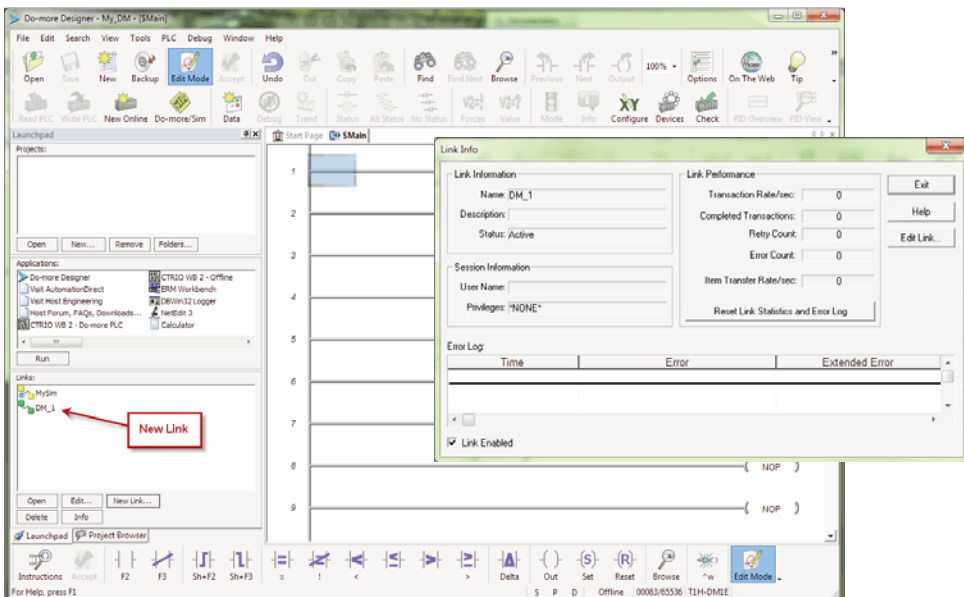 Do-more Designer - My_DM - [$Main]
File Edit Search View Tools PLC Debug Window Help
Open Save New Backup Edit Mode Accept Undo Cut Copy Paste Find Find Next Browse Previous Next Output 100% Options On The Web Tip
Read PLC Write PLC New Online Do-more/Sim Data Debug Trend Status All Status No Status Forces Value Mode Info Configure Devices Check PID Overview PID View
Launchpad
Start Page $Main
Projects:
Open New... Remove Folders...
Applications:
Do-more Designer
Visit AutomationDirect
Visit Host Engineering
Host Forum, FAQs, Downloads...
CTRIO WB 2 - Do-more PLC
CTRIO WB 2 - Offline
ERM Workbench
DBWin32 Logger
NetEdit 3
Calculator
Run
Links:
MySim
DM_1
New Link
Open Edit... New Link...
Delete Info
Launchpad Project Browser
1
2
3
4
5
6
7
8 NOP
9 NOP
Link Info
Link Information
Name: DM_1
Description:
Status: Active
Session Information
User Name:
Privileges: *NONE*
Link Performance
Transaction Rate/sec: 0
Completed Transactions: 0
Retry Count: 0
Error Count: 0
Item Transfer Rate/sec: 0
Reset Link Statistics and Error Log
Exit
Help
Edit Link...
Error Log:
Time Error Extended Error
Link Enabled
Instructions Accept F2 F3 Sh+F2 Sh+F3 = ! < > Delta Out Set Reset Browse ^w Edit Mode
For Help, press F1
S P D Offline 00083/65536 T1H-DM1E